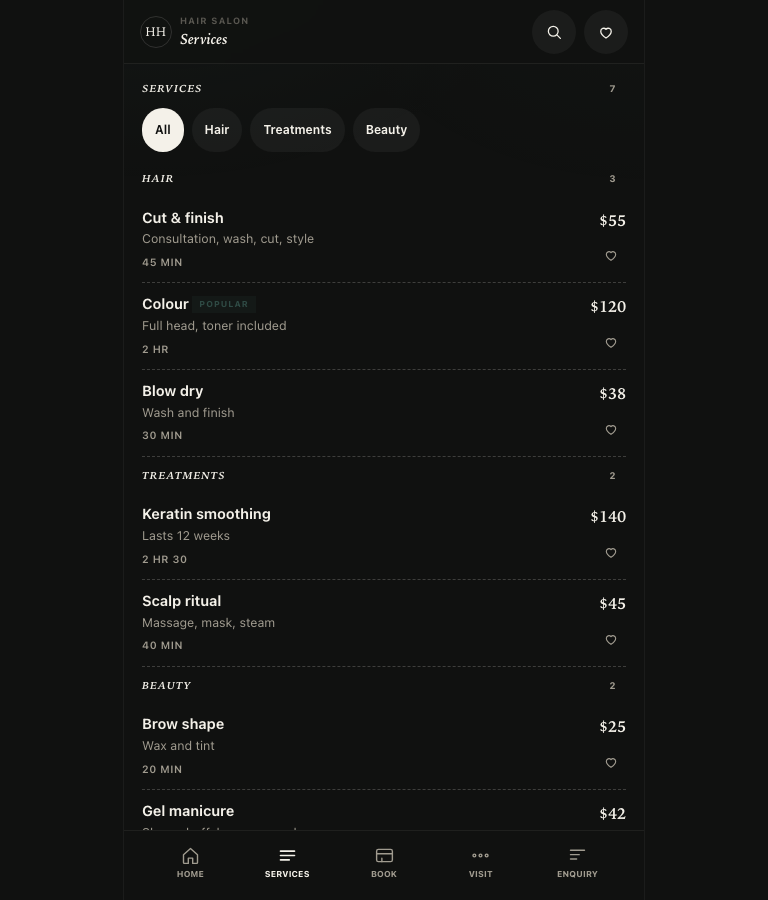 HH
HAIR SALON
Services
SERVICES 7
All Hair Treatments Beauty
HAIR 3
Cut & finish $55
Consultation, wash, cut, style
45 MIN
Colour POPULAR $120
Full head, toner included
2 HR
Blow dry $38
Wash and finish
30 MIN
TREATMENTS 2
Keratin smoothing $140
Lasts 12 weeks
2 HR 30
Scalp ritual $45
Massage, mask, steam
40 MIN
BEAUTY 2
Brow shape $25
Wax and tint
20 MIN
Gel manicure $42
HOME SERVICES BOOK VISIT ENQUIRY